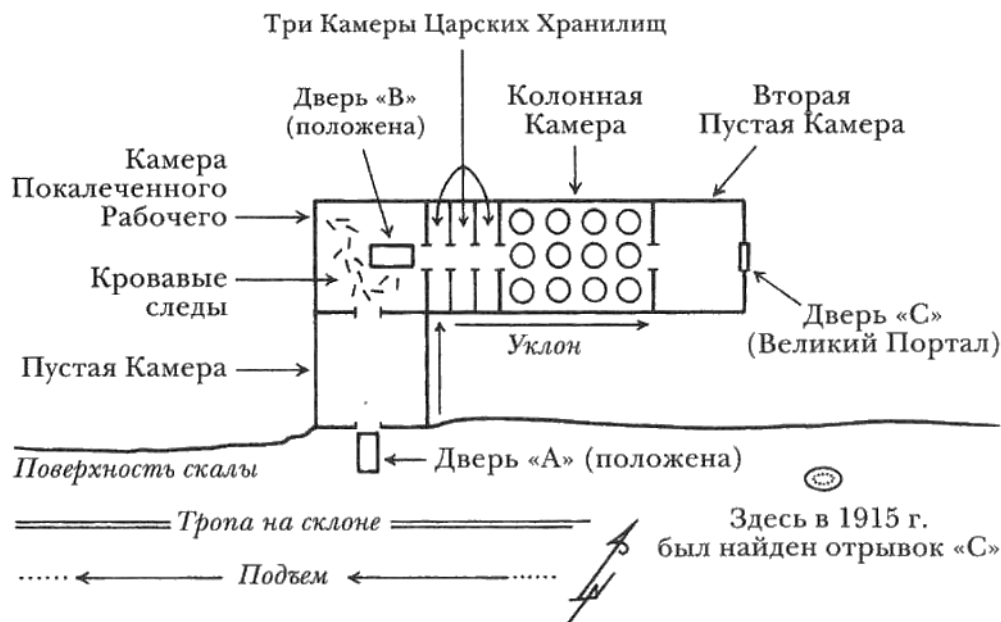 Три Камеры Царских Хранилищ
Дверь «В»
(положена)
Колонная
Камера
Вторая
Пустая Камера
Камера
Покалеченного
Рабочего
Кровавые
следы
Дверь «С»
(Великий Портал)
Уклон
Пустая Камера
Поверхность скалы
Дверь «А» (положена)
Тропа на склоне
Здесь в 1915 г.
был найден отрывок «С»
Подъем